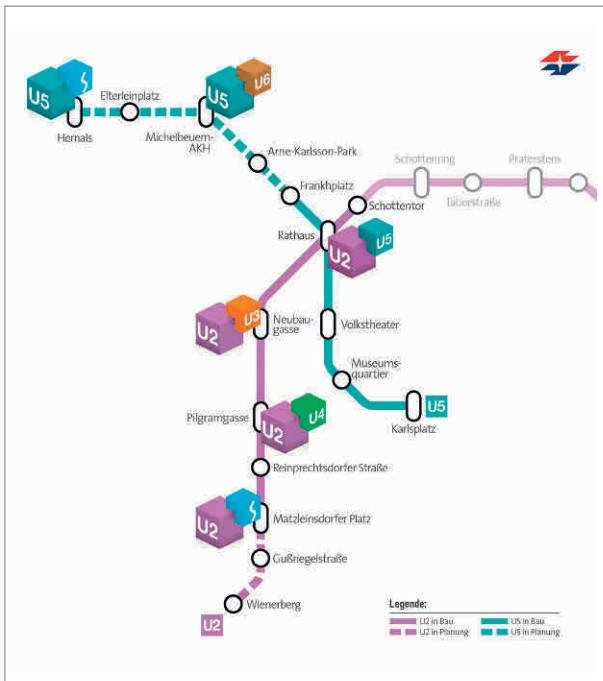 U5
Elterleinplatz
U5
U6
Hernals
Michelbeuern-
AKH
Arne-Karlsson-Park
Frankhplatz
Schottenring
Praterstern
Taborstraße
Schottentor
Rathaus
U2
U5
U2
U3
Neubau-
gasse
Volkstheater
Museums-
quartier
U5
Karlsplatz
Pilgramgasse
U2
U4
Reinprechtsdorfer Straße
U2
Matzleinsdorfer Platz
Gußriegelstraße
Wienerberg
U2
Legende:
U2 in Bau
U5 in Bau
U2 in Planung
U5 in Planung